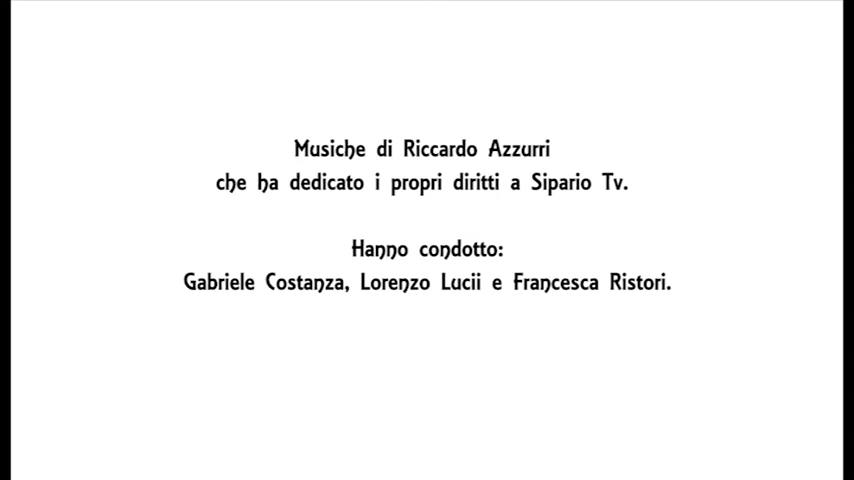 Musiche di Riccardo Azzurri
che ha dedicato i propri diritti a Sipario Tv.
Hanno condotto:
Gabriele Costanza, Lorenzo Lucii e Francesca Ristori.